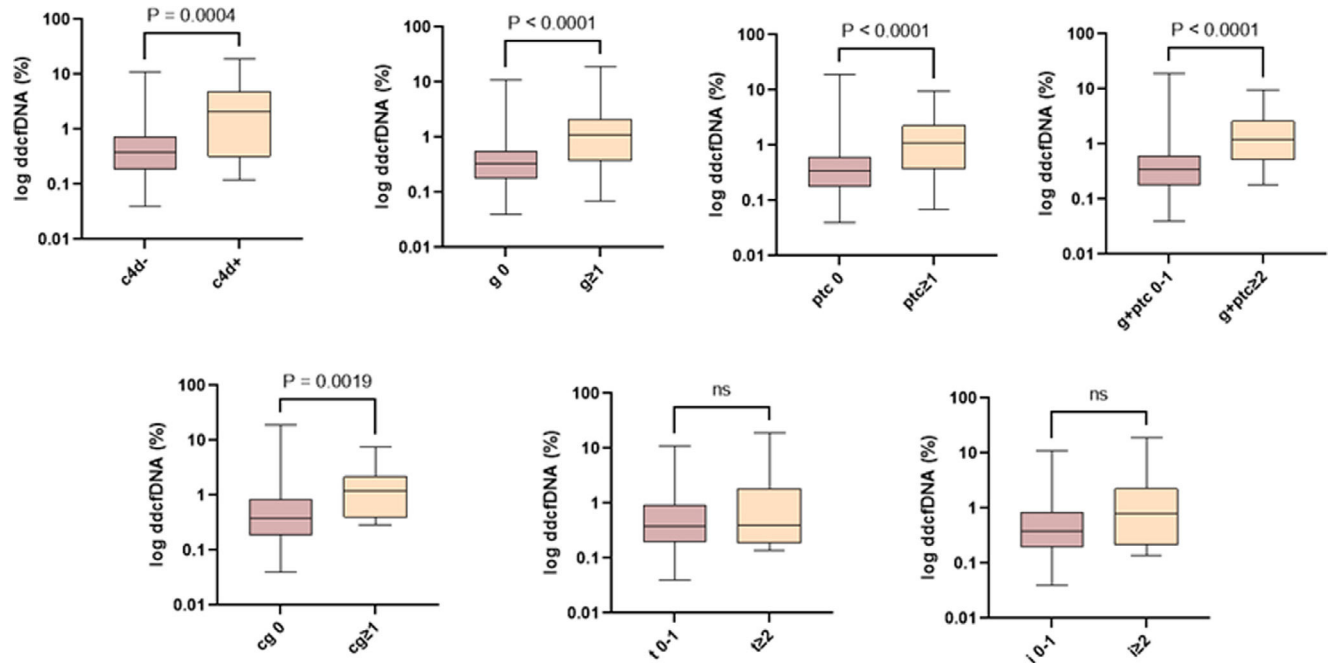 P = 0.0004
log ddcfDNA (%)
100
10
1
0.1
0.01
c4d-
c4d+
P < 0.0001
log ddcfDNA (%)
100
10
1
0.1
0.01
g 0
g≥1
P < 0.0001
log ddcfDNA (%)
100
10
1
0.1
0.01
ptc 0
ptc≥1
P < 0.0001
log ddcfDNA (%)
100
10
1
0.1
0.01
g+ptc 0-1
g+ptc≥2
P = 0.0019
log ddcfDNA (%)
100
10
1
0.1
0.01
cg 0
cg≥1
ns
log ddcfDNA (%)
100
10
1
0.1
0.01
t 0-1
t≥2
ns
log ddcfDNA (%)
100
10
1
0.1
0.01
i 0-1
i≥2